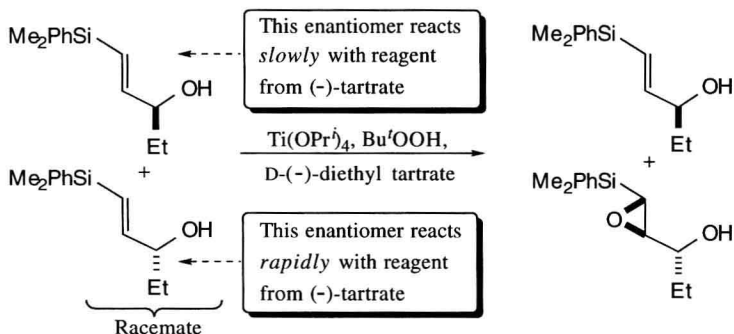 Me2PhSi
OH
Et
This enantiomer reacts
slowly with reagent
from (-)-tartrate
Me2PhSi
OH
Et
+
Ti(OPrⁱ)4, BuᵗOOH,
D-(-)-diethyl tartrate
+
Me2PhSi
OH
Et
Racemate
This enantiomer reacts
rapidly with reagent
from (-)-tartrate
Me2PhSi
O
OH
Et